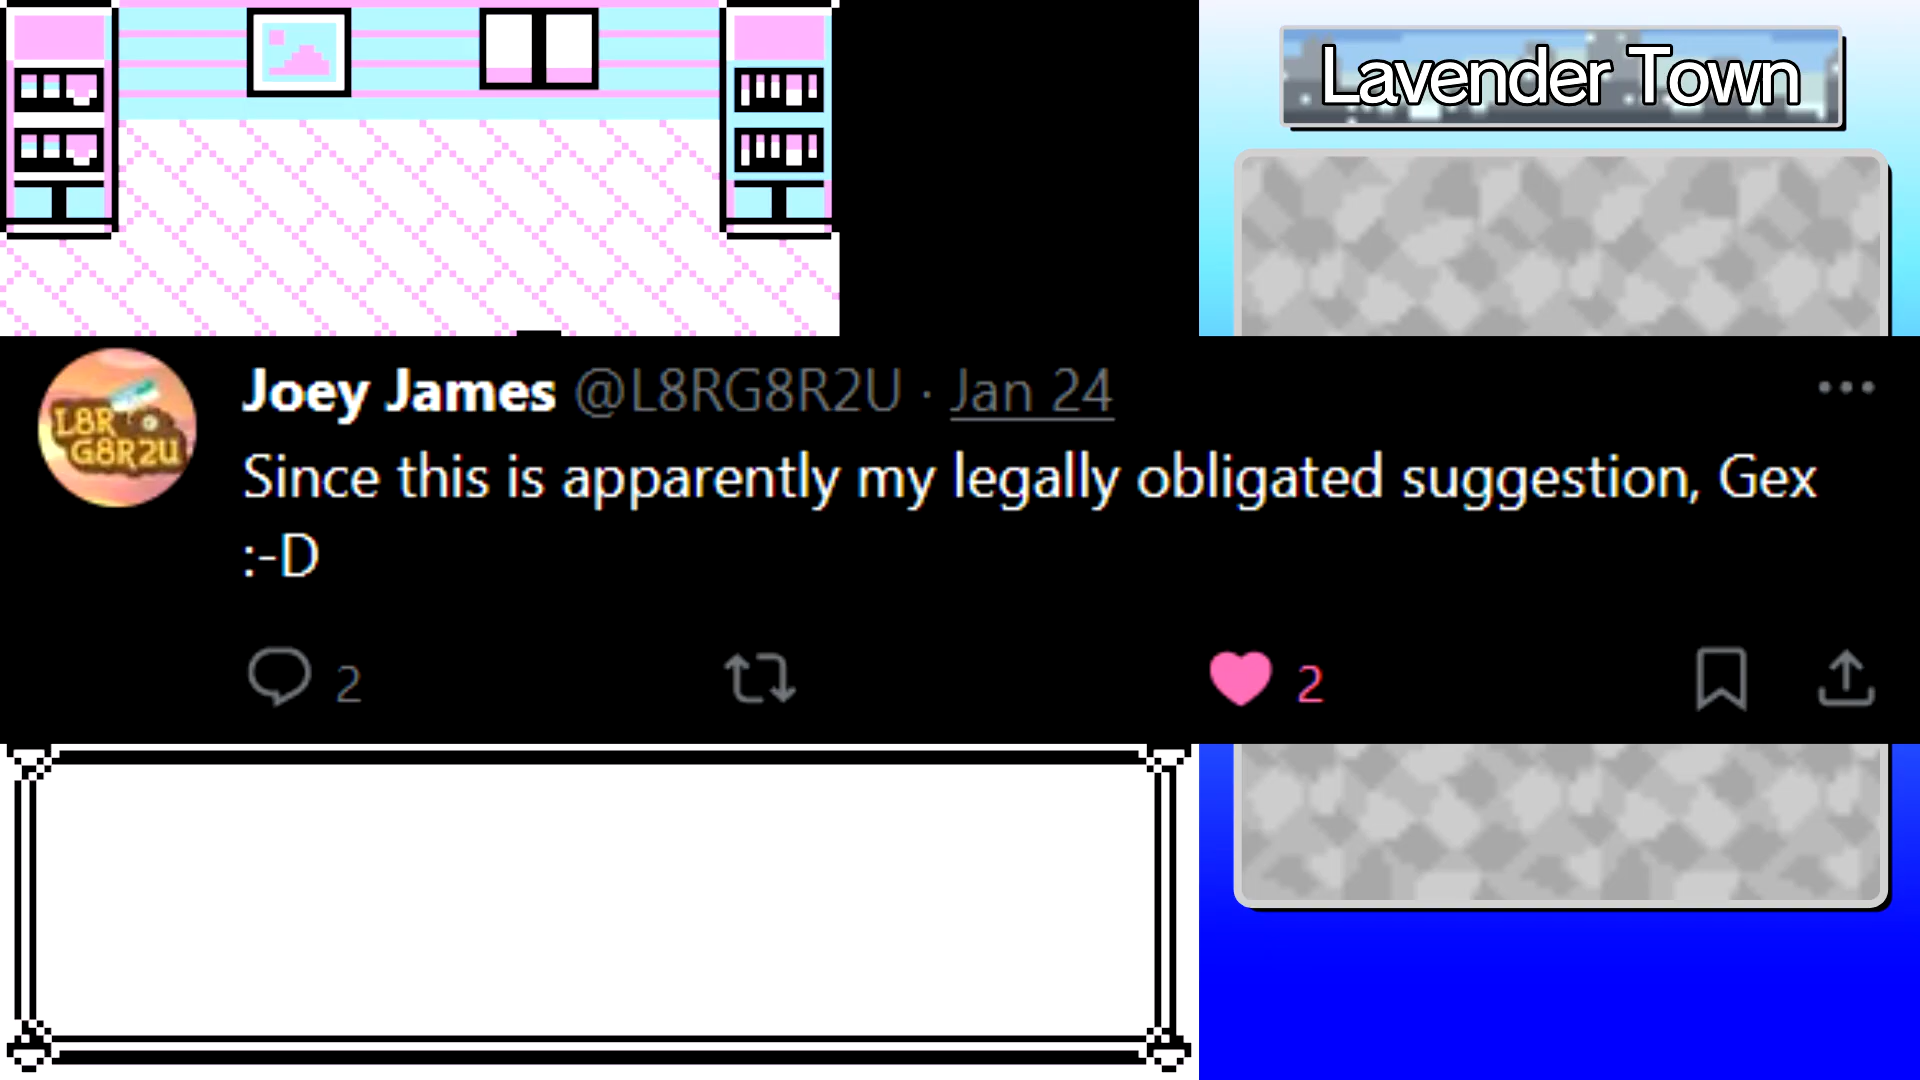 Lavender Town
L8R
G8R2U
Joey James @L8RG8R2U · Jan 24
Since this is apparently my legally obligated suggestion, Gex
:-D
2
2